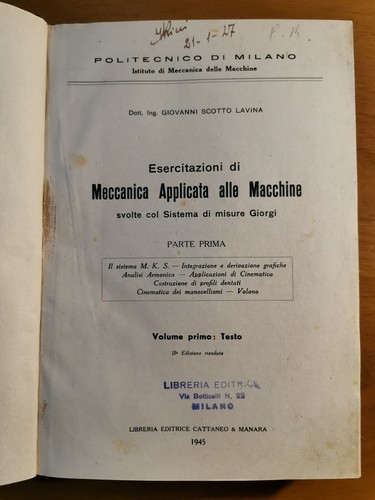 21-1-47
P. R.
POLITECNICO DI MILANO
Istituto di Meccanica delle Macchine
Dott. Ing. GIOVANNI SCOTTO LAVINA
Esercitazioni di
Meccanica Applicata alle Macchine
svolte col Sistema di misure Giorgi
PARTE PRIMA
Il sistema M. K. S. — Integrazione e derivazione grafiche
Analisi Armonica — Applicazioni di Cinematica
Costruzione di profili dentati
Cinematica dei manovellismi — Volano
Volume primo: Testo
IIª Edizione riveduta
LIBRERIA EDITRICE
Via Botticelli N. 22
MILANO
LIBRERIA EDITRICE CATTANEO & MANARA
1945